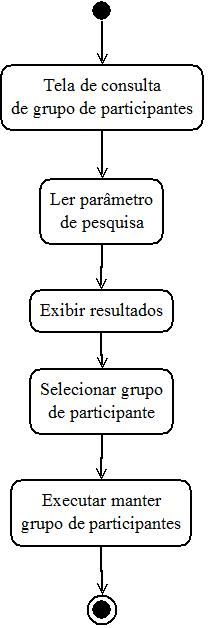 Tela de consulta
de grupo de participantes
Ler parâmetro
de pesquisa
Exibir resultados
Selecionar grupo
de participante
Executar manter
grupo de participantes